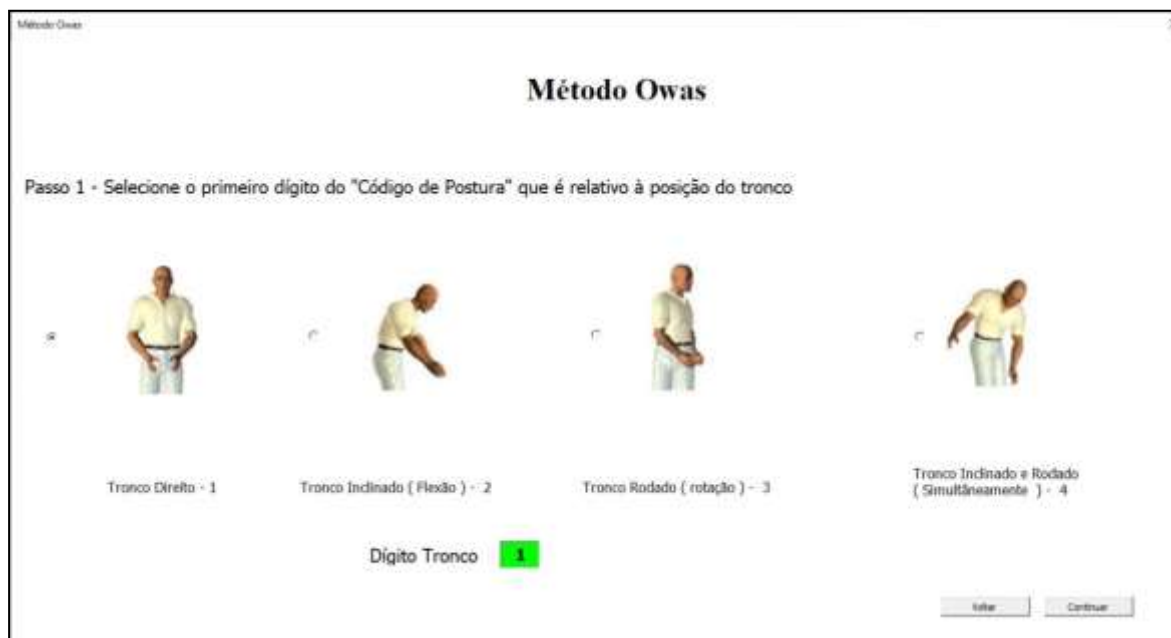 Método Owas
Método Owas
Passo 1 - Selecione o primeiro dígito do "Código de Postura" que é relativo à posição do tronco
Tronco Direito - 1
Tronco Inclinado ( Flexão ) - 2
Tronco Rodado ( rotação ) - 3
Tronco Inclinado e Rodado
( Simultâneamente ) - 4
Dígito Tronco 1
Voltar
Continuar